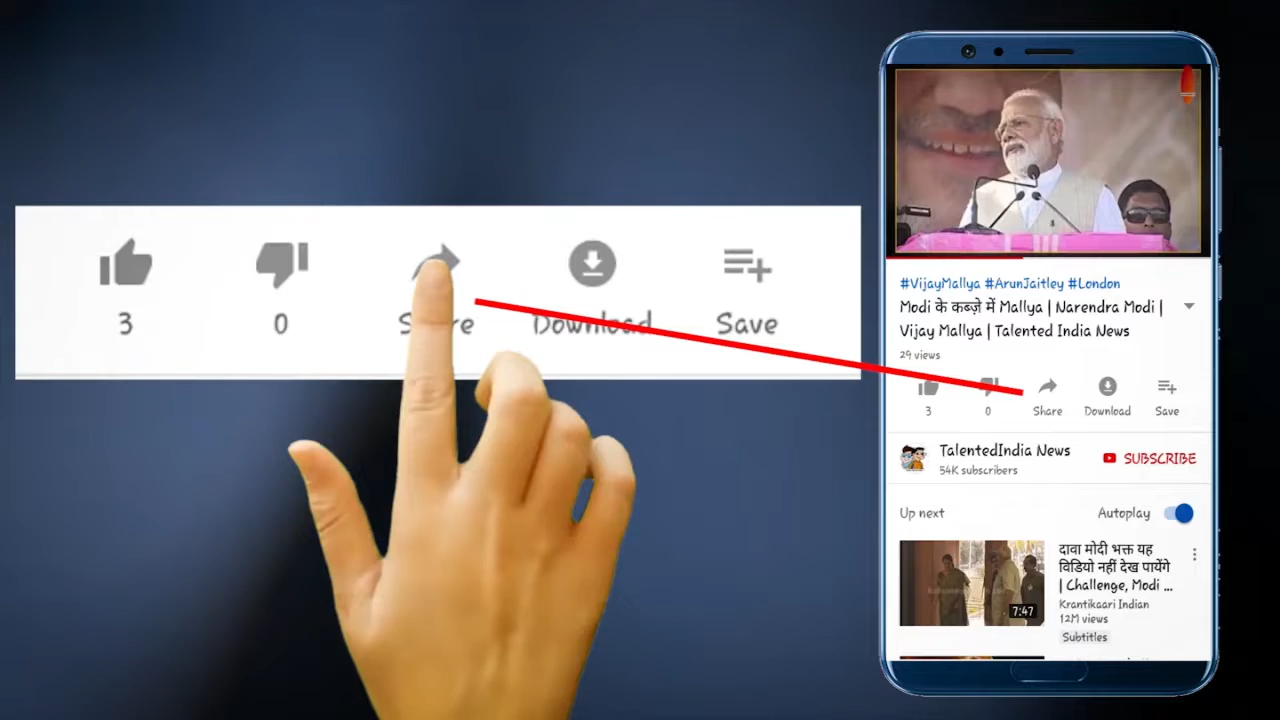 3
0
Share
Download
Save
#VijayMallya #ArunJaitley #London
Modi के कब्ज़े में Mallya | Narendra Modi |
Vijay Mallya | Talented India News
29 views
3
0
Share
Download
Save
TalentedIndia News
54K subscribers
SUBSCRIBE
Up next
Autoplay
दावा मोदी भक्त यह
विडियो नहीं देख पायेंगे
| Challenge, Modi ...
Krantikaari Indian
12M views
Subtitles
7:47